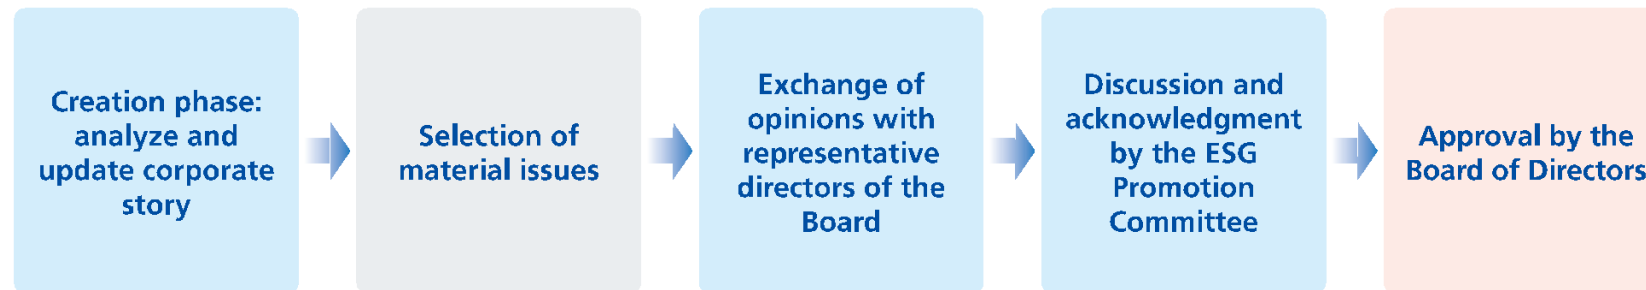 Creation phase:
analyze and
update corporate
story
Selection of
material issues
Exchange of
opinions with
representative
directors of the
Board
Discussion and
acknowledgment
by the ESG
Promotion
Committee
Approval by the
Board of Directors